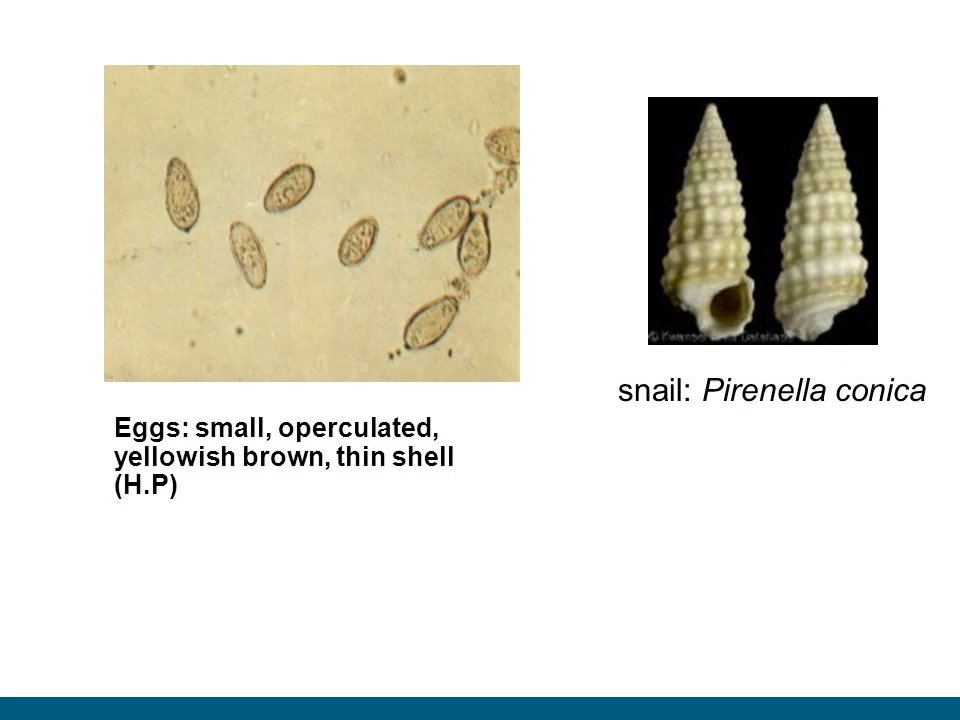 Eggs: small, operculated,
yellowish brown, thin shell
(H.P)
snail: Pirenella conica